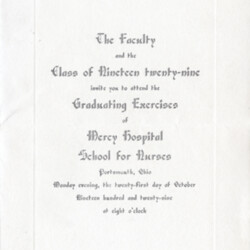 The Faculty
and the
Class of Nineteen twenty-nine
invite you to attend the
Graduating Exercises
of
Mercy Hospital
School for Nurses
Portsmouth, Ohio
Monday evening, the twenty-first day of October
Nineteen hundred and twenty-nine
at eight o'clock